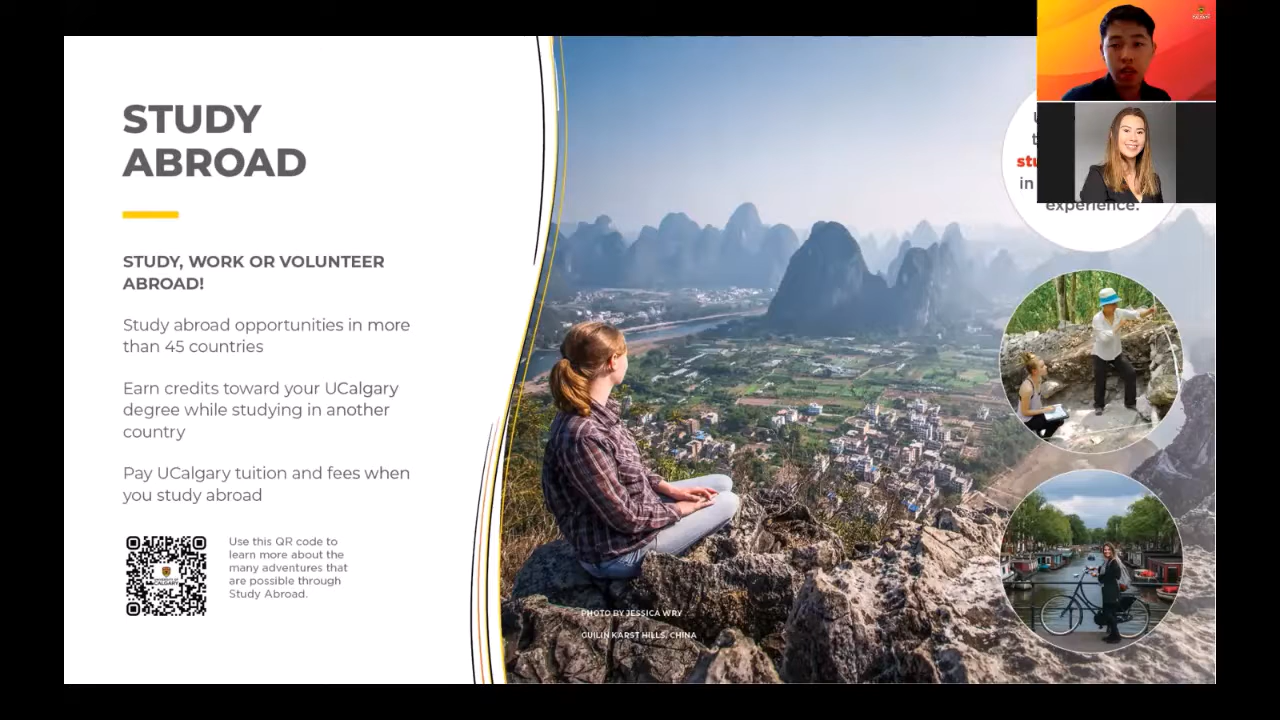 STUDY
ABROAD
STUDY, WORK OR VOLUNTEER
ABROAD!
Study abroad opportunities in more
than 45 countries
Earn credits toward your UCalgary
degree while studying in another
country
Pay UCalgary tuition and fees when
you study abroad
Use this QR code to
learn more about the
many adventures that
are possible through
Study Abroad.
PHOTO BY JESSICA WRY
GUILIN KARST HILLS, CHINA
in
experience.